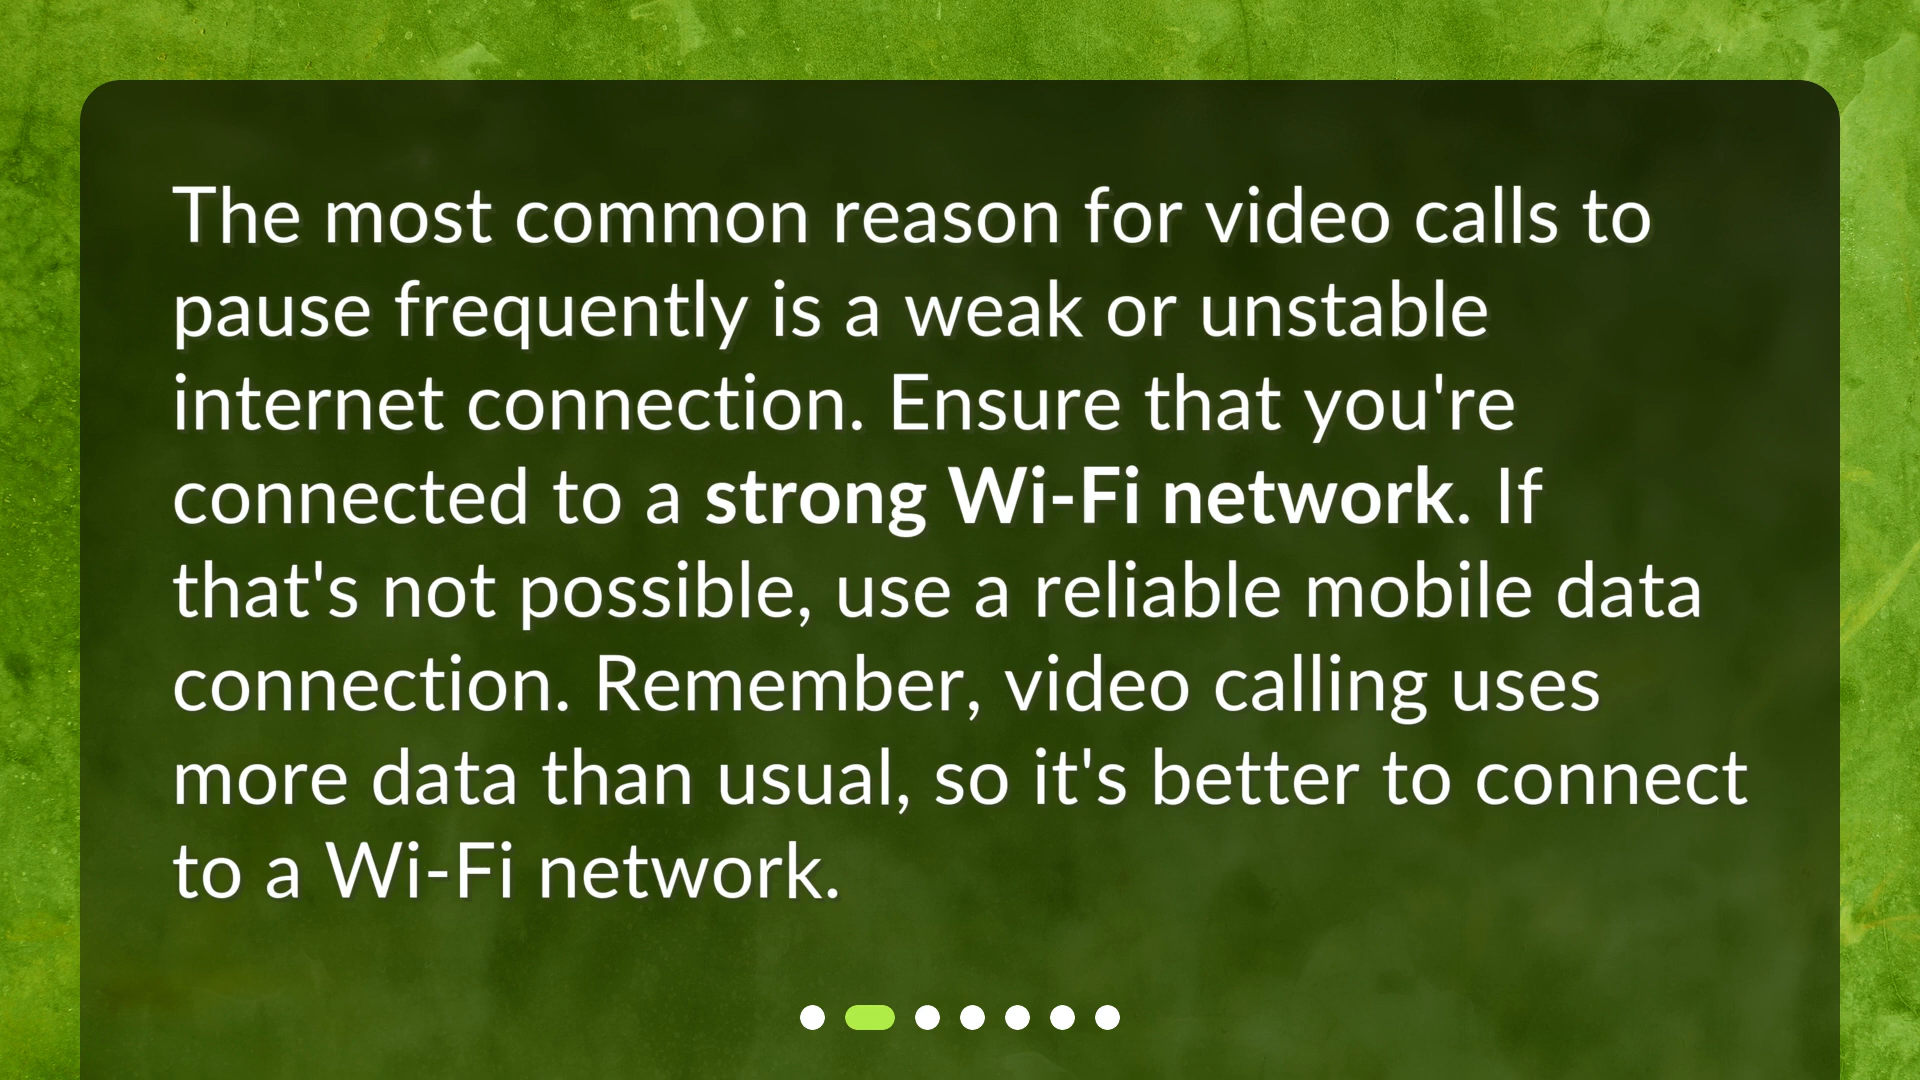 The most common reason for video calls to
pause frequently is a weak or unstable
internet connection. Ensure that you're
connected to a strong Wi-Fi network. If
that's not possible, use a reliable mobile data
connection. Remember, video calling uses
more data than usual, so it's better to connect
to a Wi-Fi network.